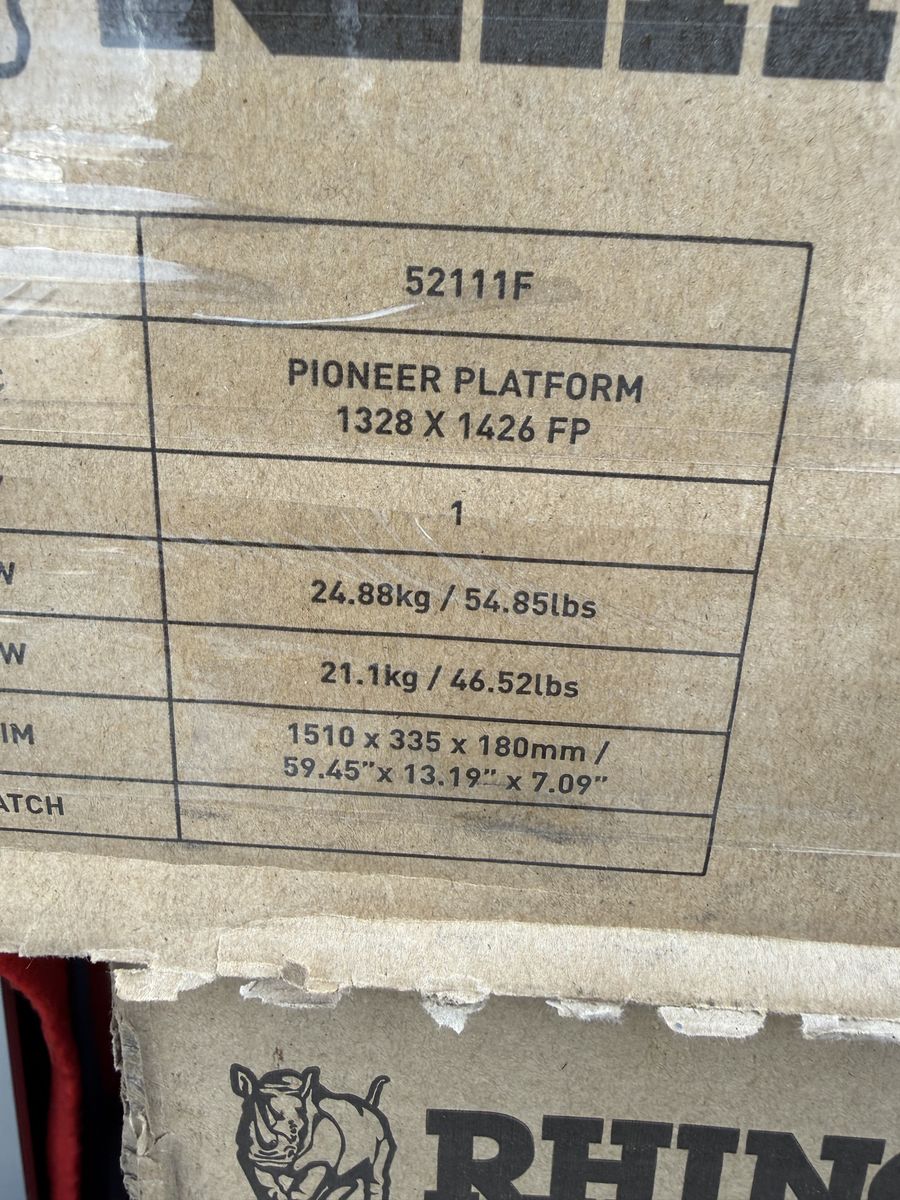 52111F
PIONEER PLATFORM
1328 X 1426 FP
1
24.88kg / 54.85lbs
W
21.1kg / 46.52lbs
IM
1510 x 335 x 180mm /
59.45”x 13.19” x 7.09”
ATCH
RHINO